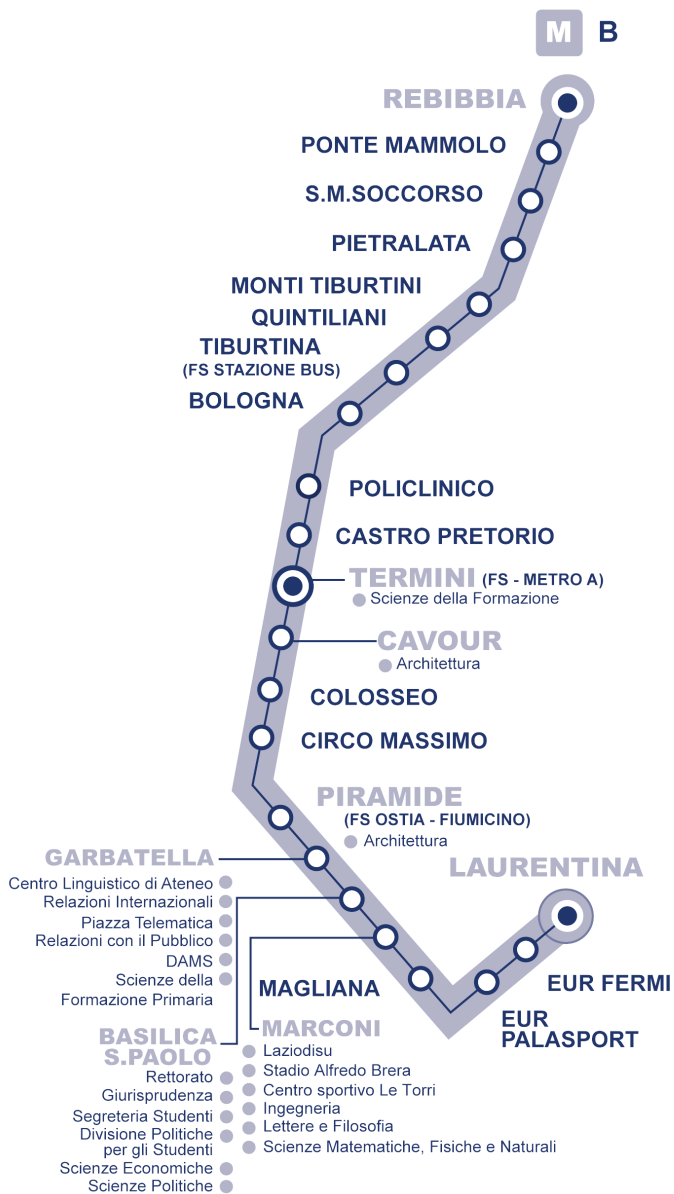 M B
REBIBBIA
PONTE MAMMOLO
S.M.SOCCORSO
PIETRALATA
MONTI TIBURTINI
QUINTILIANI
TIBURTINA
(FS STAZIONE BUS)
BOLOGNA
POLICLINICO
CASTRO PRETORIO
TERMINI (FS - METRO A)
Scienze della Formazione
CAVOUR
Architettura
COLOSSEO
CIRCO MASSIMO
PIRAMIDE
(FS OSTIA - FIUMICINO)
Architettura
GARBATELLA
Centro Linguistico di Ateneo
Relazioni Internazionali
Piazza Telematica
Relazioni con il Pubblico
DAMS
Scienze della
Formazione Primaria
BASILICA
S.PAOLO
Rettorato
Giurisprudenza
Segreteria Studenti
Divisione Politiche
per gli Studenti
Scienze Economiche
Scienze Politiche
MARCONI
Laziodisu
Stadio Alfredo Brera
Centro sportivo Le Torri
Ingegneria
Lettere e Filosofia
Scienze Matematiche, Fisiche e Naturali
MAGLIANA
EUR
PALASPORT
EUR FERMI
LAURENTINA